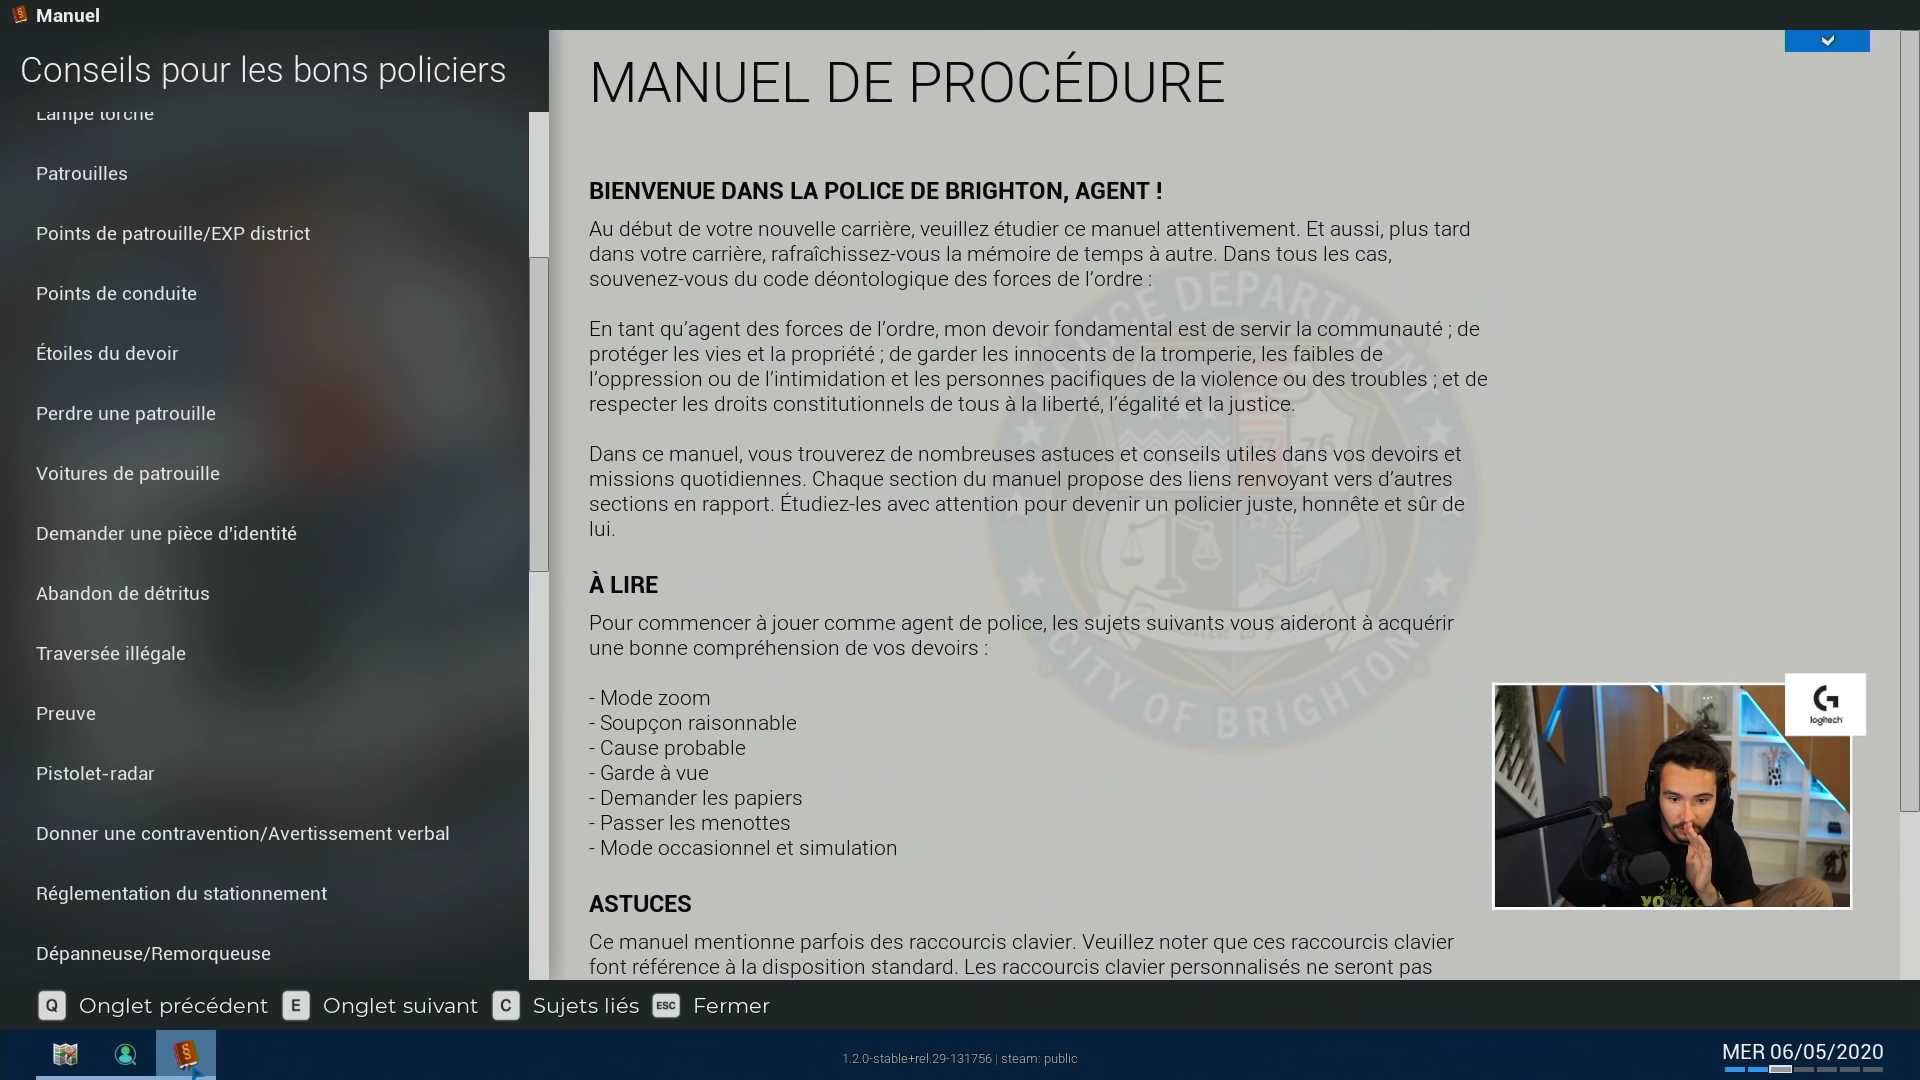 Manuel
Conseils pour les bons policiers
Lampe torche
Patrouilles
Points de patrouille/EXP district
Points de conduite
Étoiles du devoir
Perdre une patrouille
Voitures de patrouille
Demander une pièce d'identité
Abandon de détritus
Traversée illégale
Preuve
Pistolet-radar
Donner une contravention/Avertissement verbal
Réglementation du stationnement
Dépanneuse/Remorqueuse
MANUEL DE PROCÉDURE
BIENVENUE DANS LA POLICE DE BRIGHTON, AGENT !
Au début de votre nouvelle carrière, veuillez étudier ce manuel attentivement. Et aussi, plus tard
dans votre carrière, rafraîchissez-vous la mémoire de temps à autre. Dans tous les cas,
souvenez-vous du code déontologique des forces de l’ordre :
En tant qu’agent des forces de l’ordre, mon devoir fondamental est de servir la communauté ; de
protéger les vies et la propriété ; de garder les innocents de la tromperie, les faibles de
l’oppression ou de l’intimidation et les personnes pacifiques de la violence ou des troubles ; et de
respecter les droits constitutionnels de tous à la liberté, l’égalité et la justice.
Dans ce manuel, vous trouverez de nombreuses astuces et conseils utiles dans vos devoirs et
missions quotidiennes. Chaque section du manuel propose des liens renvoyant vers d’autres
sections en rapport. Étudiez-les avec attention pour devenir un policier juste, honnête et sûr de
lui.
À LIRE
Pour commencer à jouer comme agent de police, les sujets suivants vous aideront à acquérir
une bonne compréhension de vos devoirs :
- Mode zoom
- Soupçon raisonnable
- Cause probable
- Garde à vue
- Demander les papiers
- Passer les menottes
- Mode occasionnel et simulation
ASTUCES
Ce manuel mentionne parfois des raccourcis clavier. Veuillez noter que ces raccourcis clavier
font référence à la disposition standard. Les raccourcis clavier personnalisés ne seront pas
POLICE DEPARTMENT
1776
CITY OF BRIGHTON
logitech
Q Onglet précédent E Onglet suivant C Sujets liés ESC Fermer
1.2.0-stable+rel.29-131756 | steam: public
MER 06/05/2020